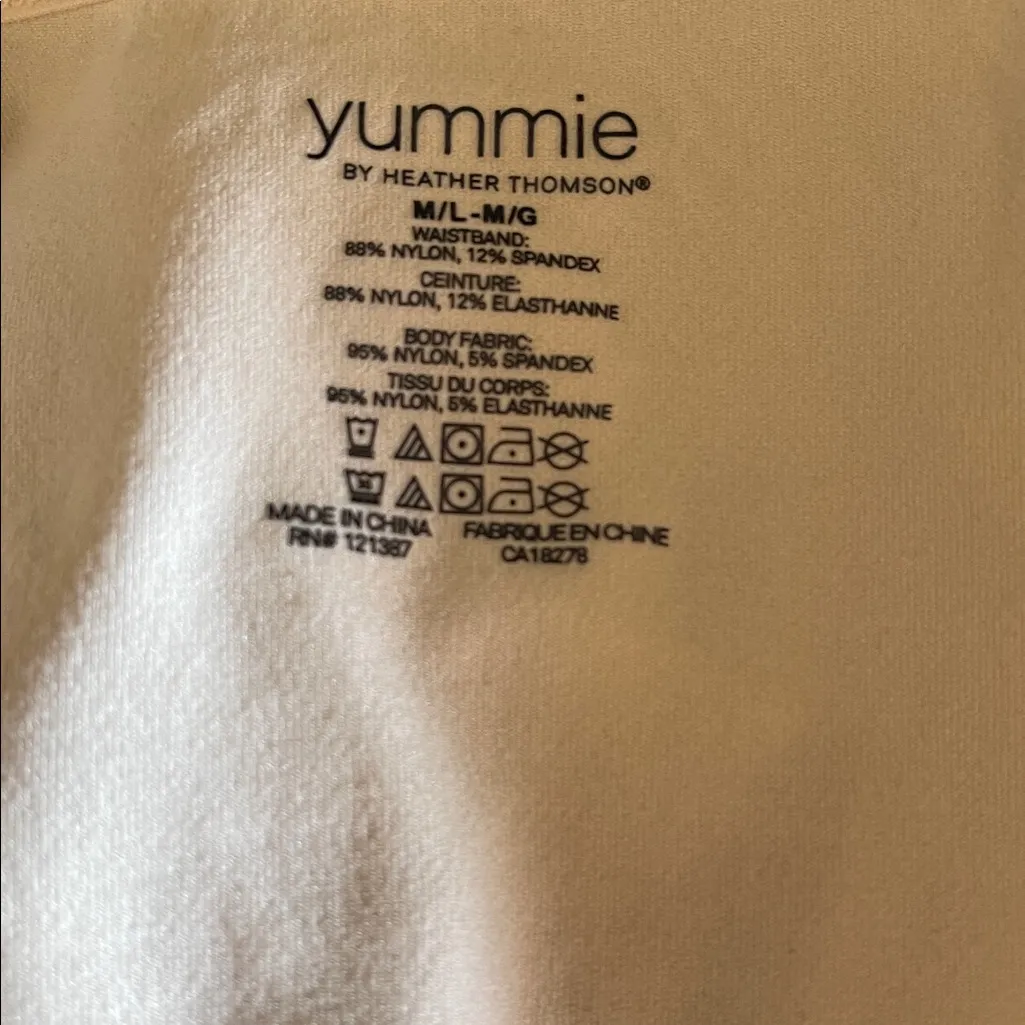 yummie
BY HEATHER THOMSON®
M/L-M/G
WAISTBAND:
88% NYLON, 12% SPANDEX
CEINTURE:
88% NYLON, 12% ELASTHANNE
BODY FABRIC:
95% NYLON, 5% SPANDEX
TISSU DU CORPS:
95% NYLON, 5% ELASTHANNE
MADE IN CHINA FABRIQUE EN CHINE
RN# 121387 CA18278